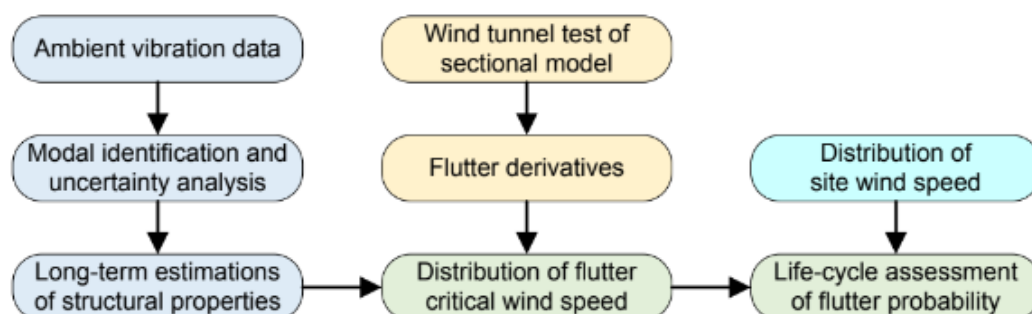 Ambient vibration data
Wind tunnel test of
sectional model
Modal identification and
uncertainty analysis
Flutter derivatives
Distribution of
site wind speed
Long-term estimations
of structural properties
Distribution of flutter
critical wind speed
Life-cycle assessment
of flutter probability